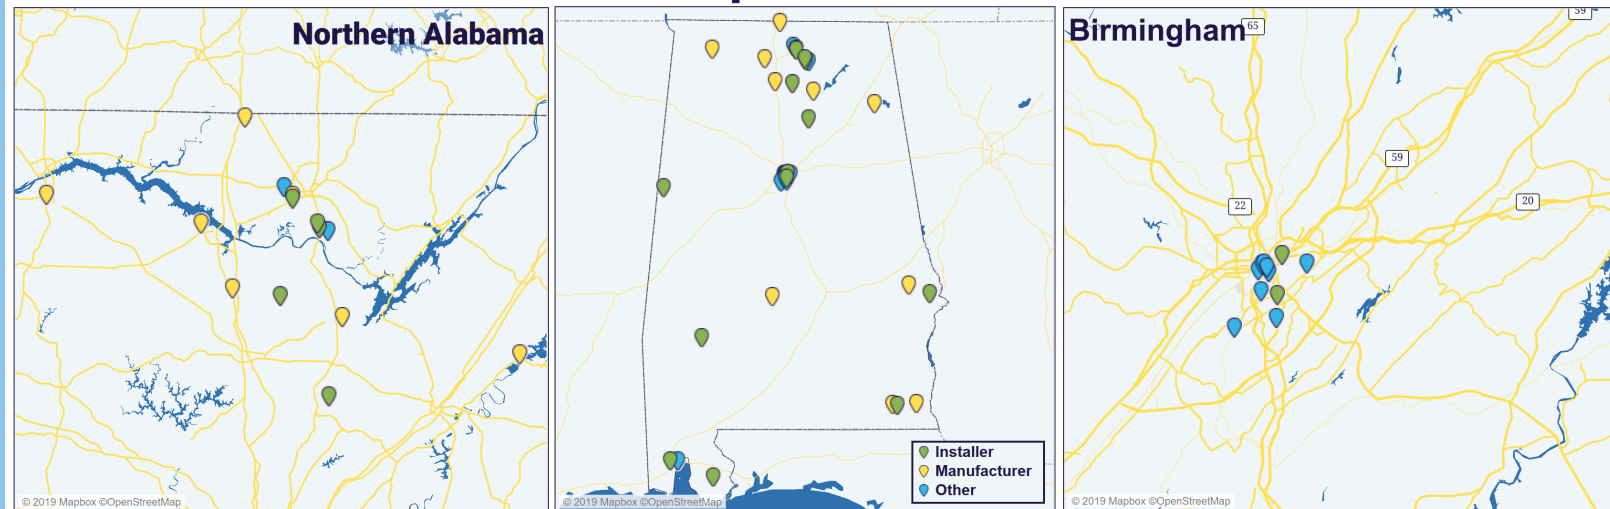 Northern Alabama
Birmingham
65
59
59
22
20
Installer
Manufacturer
Other
© 2019 Mapbox ©OpenStreetMap
© 2019 Mapbox ©OpenStreetMap
© 2019 Mapbox ©OpenStreetMap